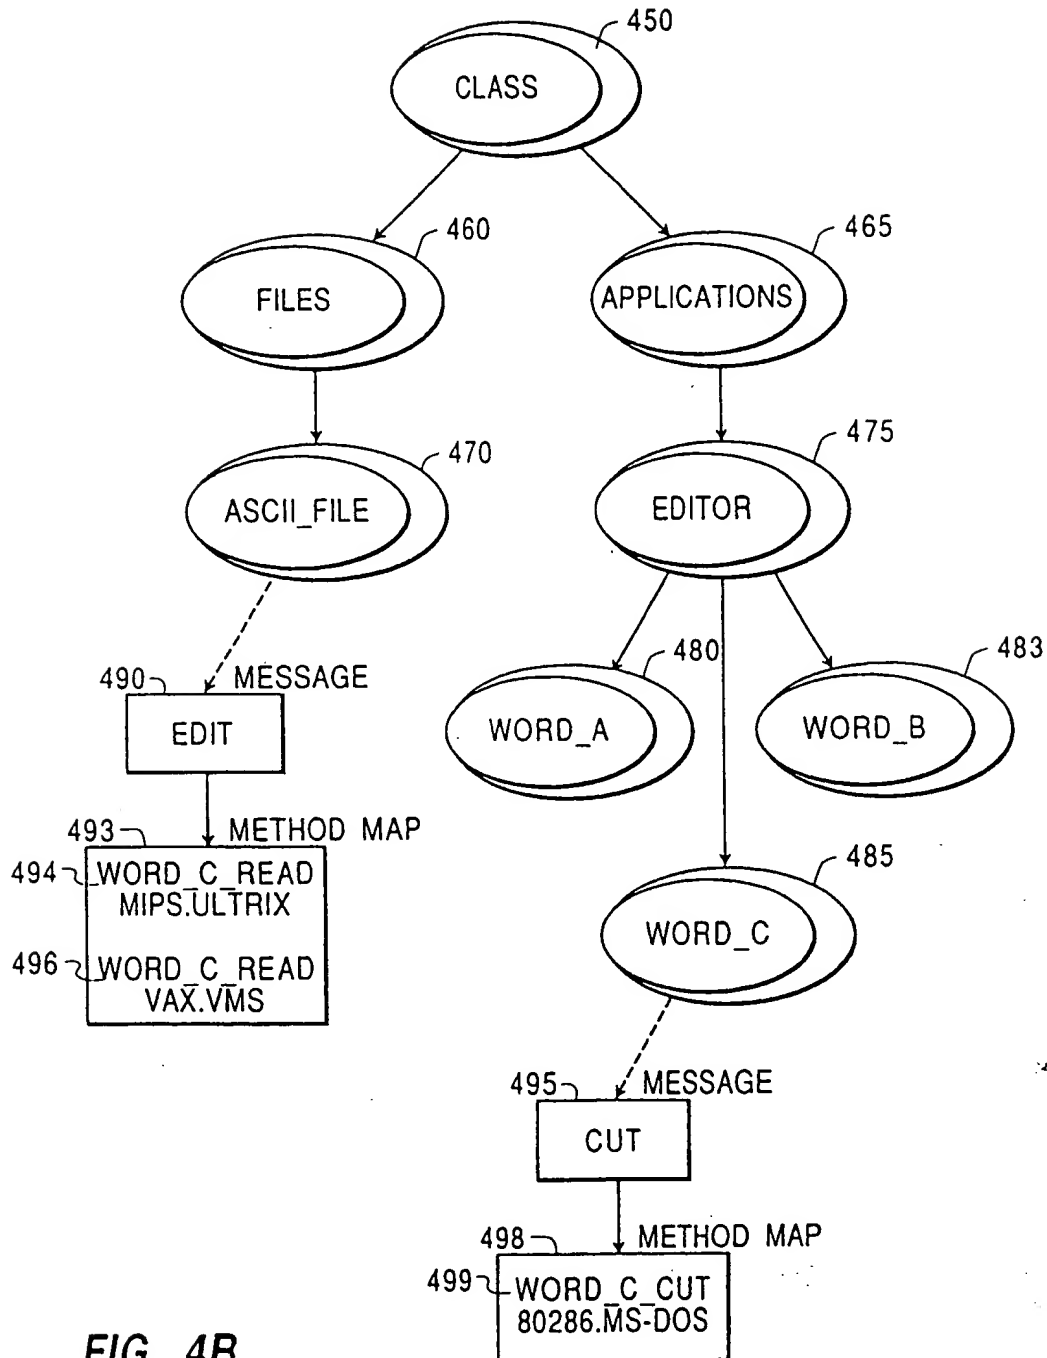 450
CLASS
460
465
FILES
APPLICATIONS
470
475
ASCII_FILE
EDITOR
480
483
490 MESSAGE
EDIT
WORD_A
WORD_B
493 METHOD MAP
494 WORD_C_READ
MIPS.ULTRIX
485
WORD_C
496 WORD_C_READ
VAX.VMS
495 MESSAGE
CUT
498 METHOD MAP
499 WORD_C_CUT
80286.MS-DOS
FIG. 4B